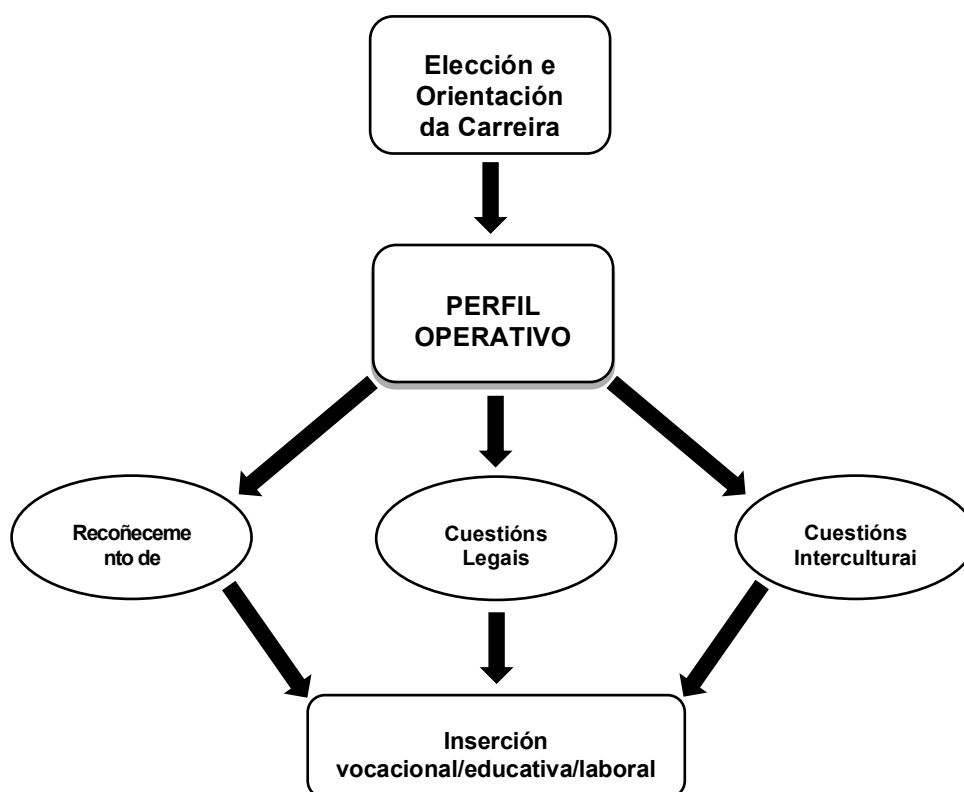 Elección e
Orientación
da Carreira
PERFIL
OPERATIVO
Recoñeceme
nto de
Cuestións
Legais
Cuestións
Interculturai
Inserción
vocacional/educativa/laboral